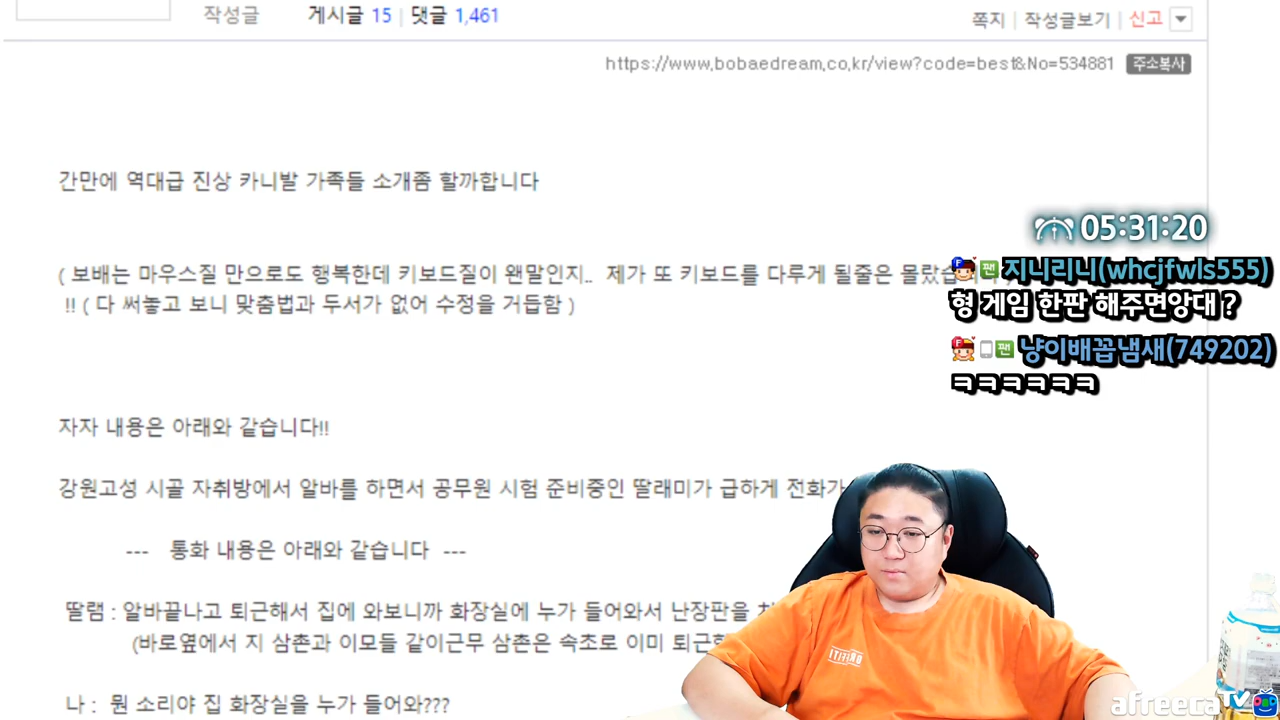 작성글 게시글 15 | 댓글 1,461
쪽지 | 작성글보기 | 신고
https://www.bobaedream.co.kr/view?code=best&No=534881 주소복사
간만에 역대급 진상 카니발 가족들 소개좀 할까합니다
( 보배는 마우스질 만으로도 행복한데 키보드질이 왠말인지.. 제가 또 키보드를 다루게 될줄은 몰랐습
!! ( 다 써놓고 보니 맞춤법과 두서가 없어 수정을 거듭함 )
05:31:20
지니리니(whcjfwls555)
형 게임 한판 해주면앙대 ?
냥이배꼽냄새(749202)
ㅋㅋㅋㅋㅋㅋ
자자 내용은 아래와 같습니다!!
강원고성 시골 자취방에서 알바를 하면서 공무원 시험 준비중인 딸래미가 급하게 전화가
--- 통화 내용은 아래와 같습니다 ---
딸램 : 알바끝나고 퇴근해서 집에 와보니까 화장실에 누가 들어와서 난장판을
(바로옆에서 지 삼촌과 이모들 같이근무 삼촌은 속초로 이미
나 : 뭔 소리야 집 화장실을 누가 들어와???
afreecaTV